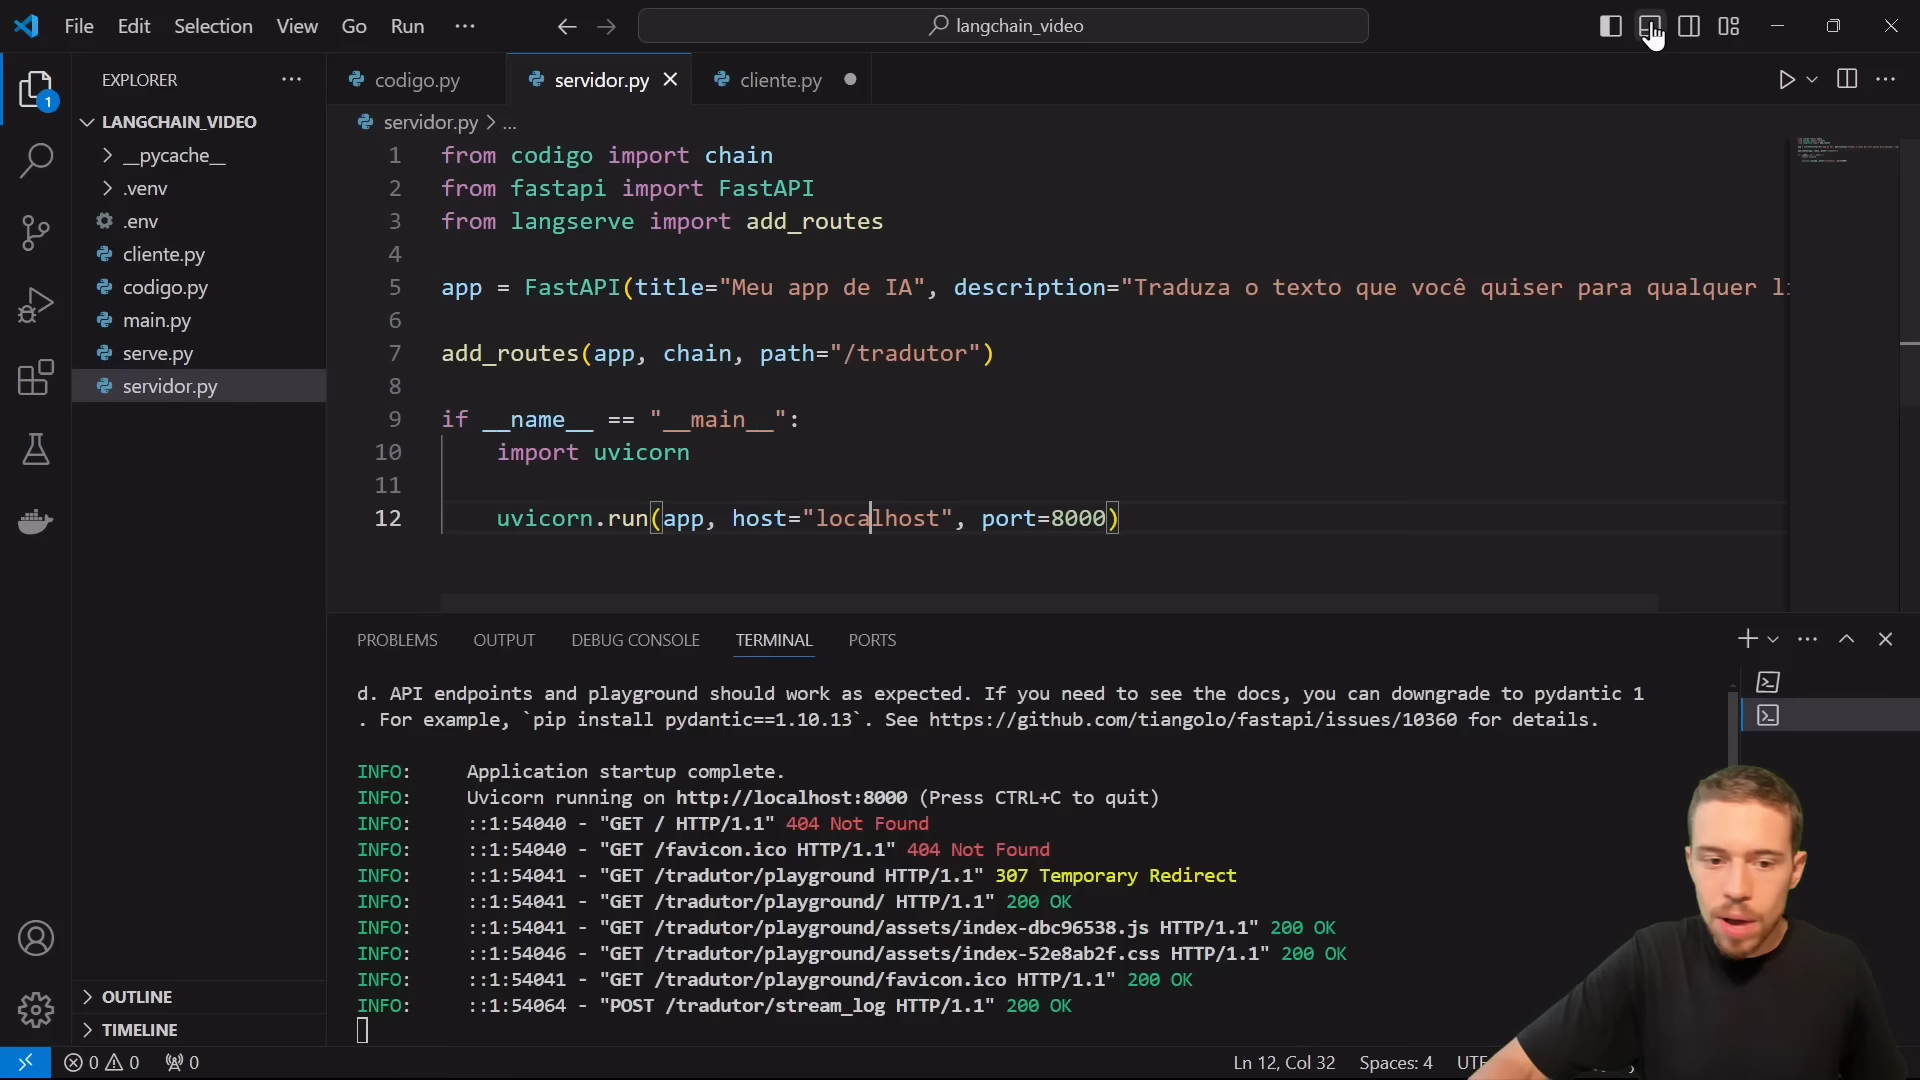 File Edit Selection View Go Run ···
langchain_video
EXPLORER
1
LANGCHAIN_VIDEO
__pycache__
.venv
.env
cliente.py
codigo.py
main.py
serve.py
servidor.py
OUTLINE
TIMELINE
codigo.py servidor.py cliente.py
servidor.py > ...
1 from codigo import chain
2 from fastapi import FastAPI
3 from langserve import add_routes
4
5 app = FastAPI(title="Meu app de IA", description="Traduza o texto que você quiser para qualquer
6
7 add_routes(app, chain, path="/tradutor")
8
9 if __name__ == "__main__":
10 import uvicorn
11
12 uvicorn.run(app, host="localhost", port=8000)
PROBLEMS OUTPUT DEBUG CONSOLE TERMINAL PORTS
d. API endpoints and playground should work as expected. If you need to see the docs, you can downgrade to pydantic 1
. For example, `pip install pydantic==1.10.13`. See https://github.com/tiangolo/fastapi/issues/10360 for details.
INFO: Application startup complete.
INFO: Uvicorn running on http://localhost:8000 (Press CTRL+C to quit)
INFO: ::1:54040 - "GET / HTTP/1.1" 404 Not Found
INFO: ::1:54040 - "GET /favicon.ico HTTP/1.1" 404 Not Found
INFO: ::1:54041 - "GET /tradutor/playground HTTP/1.1" 307 Temporary Redirect
INFO: ::1:54041 - "GET /tradutor/playground/ HTTP/1.1" 200 OK
INFO: ::1:54041 - "GET /tradutor/playground/assets/index-dbc96538.js HTTP/1.1" 200 OK
INFO: ::1:54046 - "GET /tradutor/playground/assets/index-52e8ab2f.css HTTP/1.1" 200 OK
INFO: ::1:54041 - "GET /tradutor/playground/favicon.ico HTTP/1.1" 200 OK
INFO: ::1:54064 - "POST /tradutor/stream_log HTTP/1.1" 200 OK
0 0 0
Ln 12, Col 32 Spaces: 4